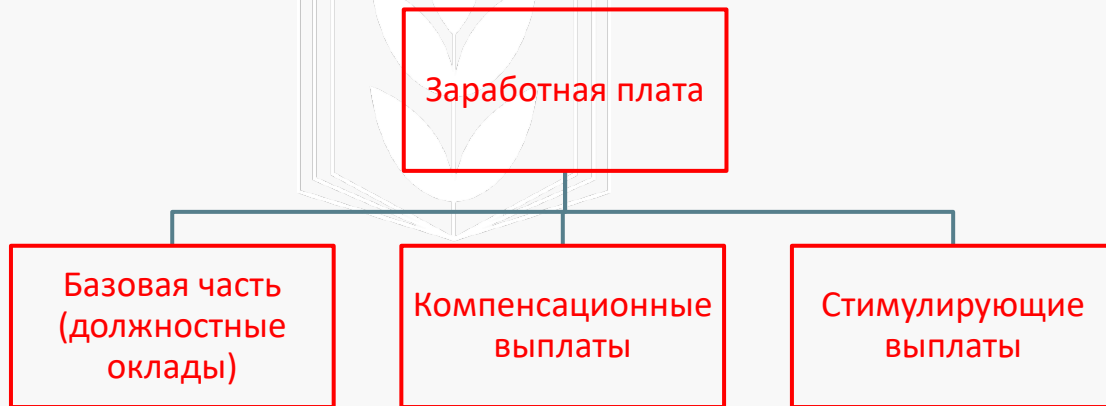 Заработная плата
Базовая часть
(должностные
оклады)
Компенсационные
выплаты
Стимулирующие
выплаты